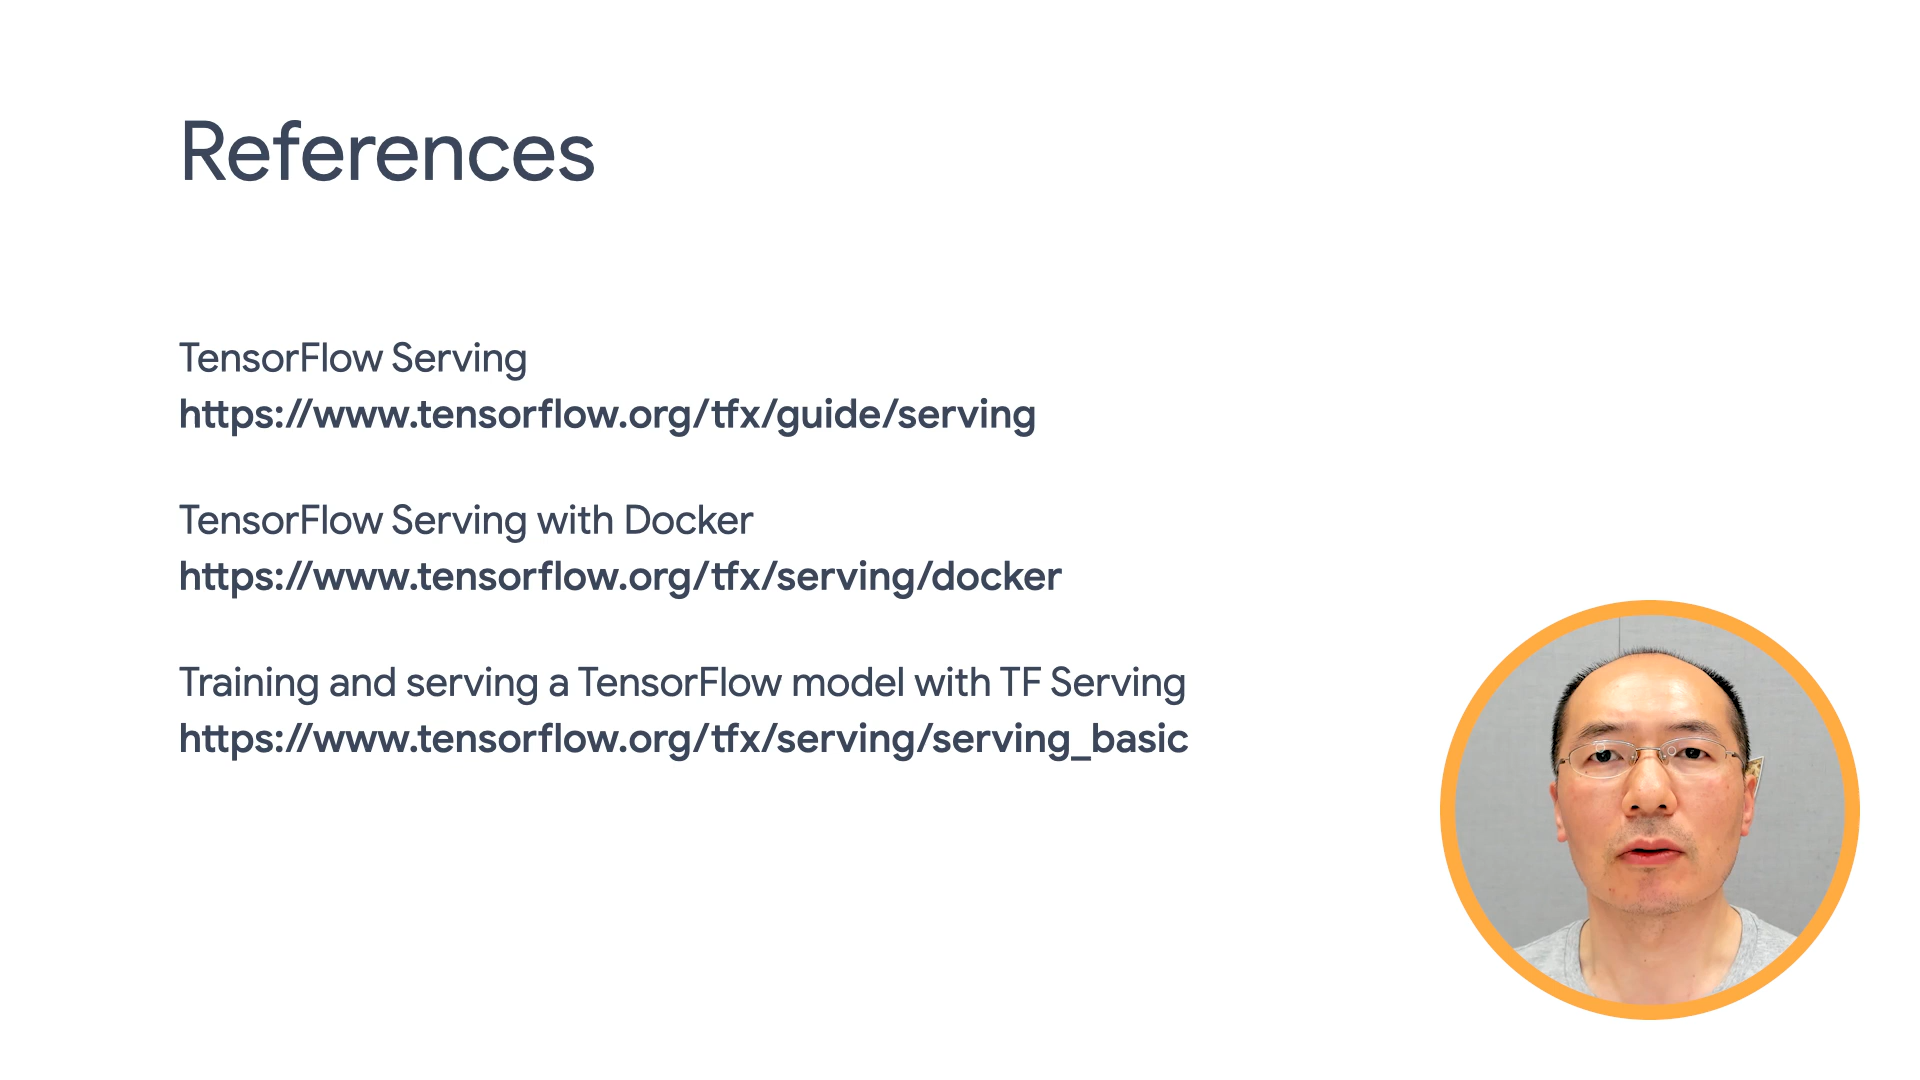 References
TensorFlow Serving
https://www.tensorflow.org/tfx/guide/serving
TensorFlow Serving with Docker
https://www.tensorflow.org/tfx/serving/docker
Training and serving a TensorFlow model with TF Serving
https://www.tensorflow.org/tfx/serving/serving_basic